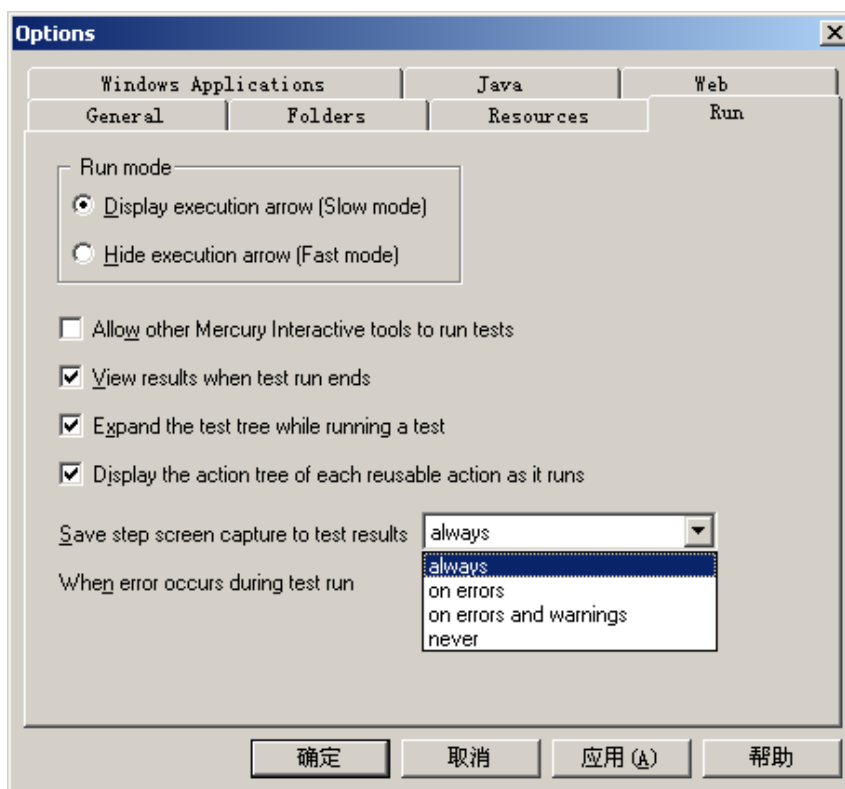 Options
Windows Applications Java Web
General Folders Resources Run
Run mode
Display execution arrow (Slow mode)
Hide execution arrow (Fast mode)
Allow other Mercury Interactive tools to run tests
View results when test run ends
Expand the test tree while running a test
Display the action tree of each reusable action as it runs
Save step screen capture to test results always
always
When error occurs during test run
on errors
on errors and warnings
never
确定 取消 应用(A) 帮助